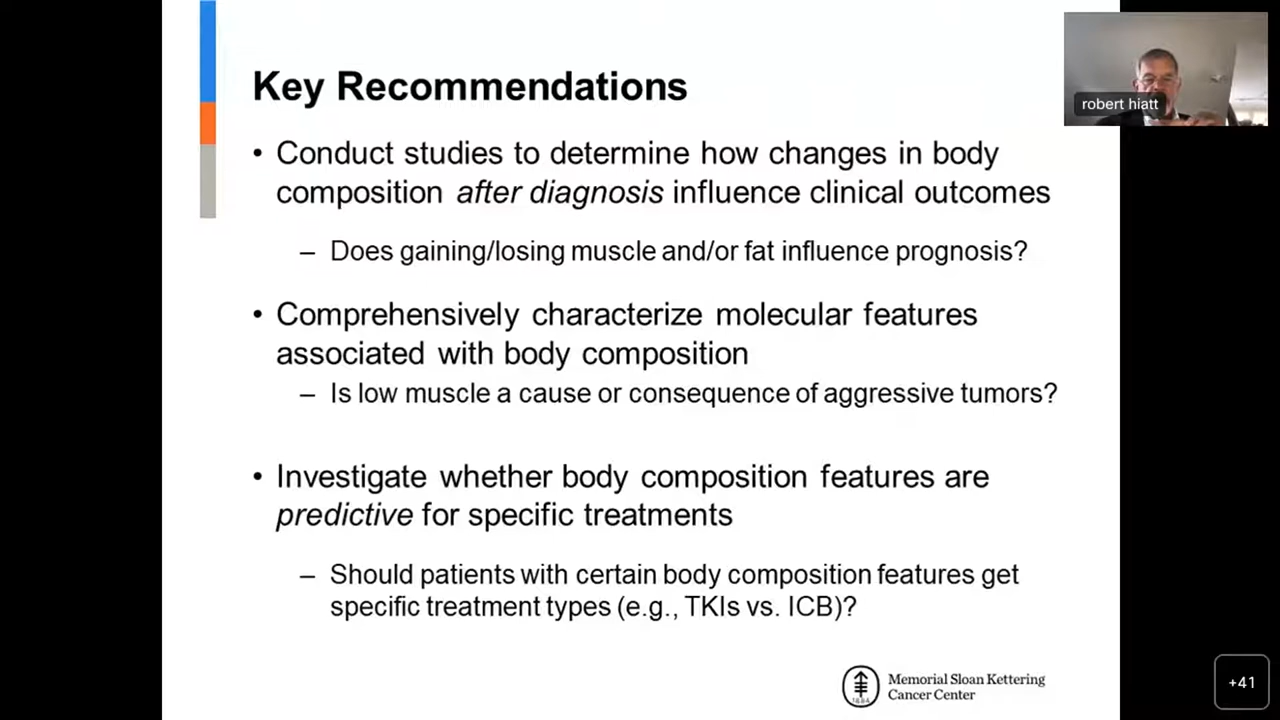 Key Recommendations
• Conduct studies to determine how changes in body
composition after diagnosis influence clinical outcomes
– Does gaining/losing muscle and/or fat influence prognosis?
• Comprehensively characterize molecular features
associated with body composition
– Is low muscle a cause or consequence of aggressive tumors?
• Investigate whether body composition features are
predictive for specific treatments
– Should patients with certain body composition features get
specific treatment types (e.g., TKIs vs. ICB)?
Memorial Sloan Kettering
Cancer Center
robert hiatt
+41